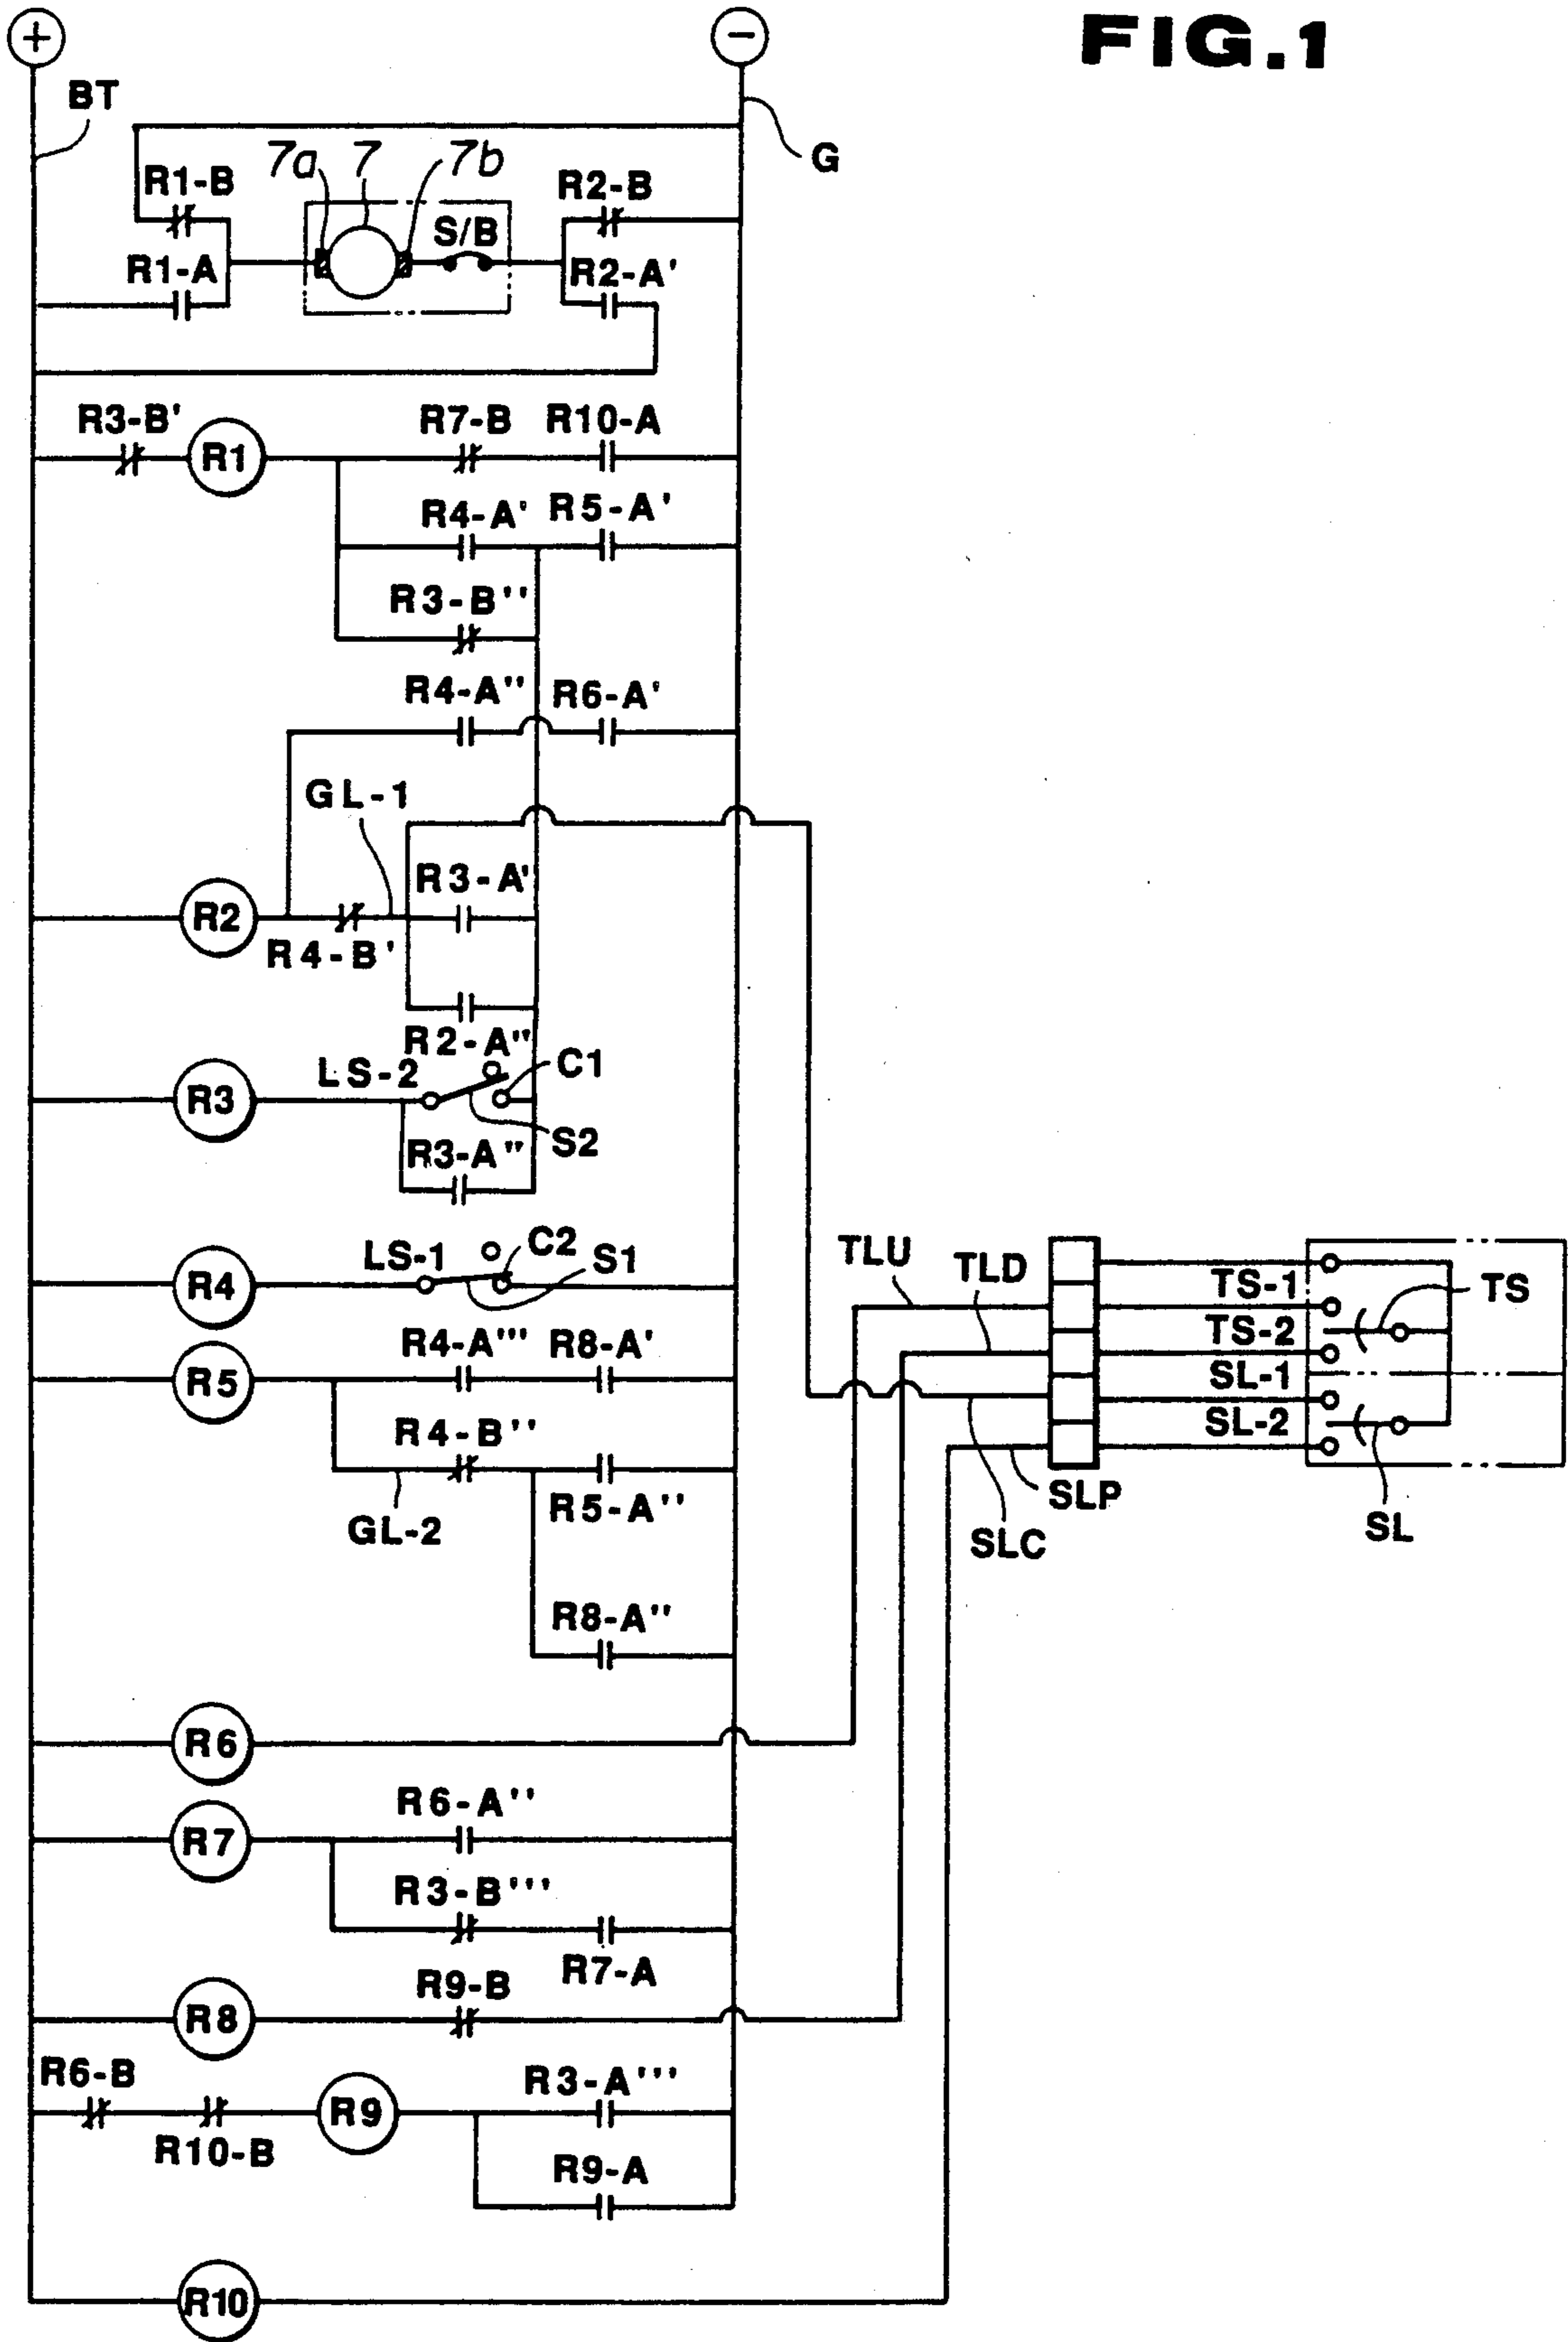 FIG.1
+
−
BT
G
7a 7 7b
R1-B
R2-B
S/B
R1-A
R2-A'
R3-B'
R7-B R10-A
R1
R4-A' R5-A'
R3-B''
R4-A'' R6-A'
GL-1
R3-A'
R2
R4-B'
R2-A''
LS-2
C1
R3
S2
R3-A''
LS-1
C2
S1
R4
TLU
TLD
TS-1
TS
TS-2
R4-A''' R8-A'
R5
SL-1
SL-2
R4-B''
R5-A''
GL-2
SLP
SLC
SL
R8-A''
R6
R6-A''
R7
R3-B'''
R7-A
R9-B
R8
R6-B
R3-A'''
R9
R10-B
R9-A
R10